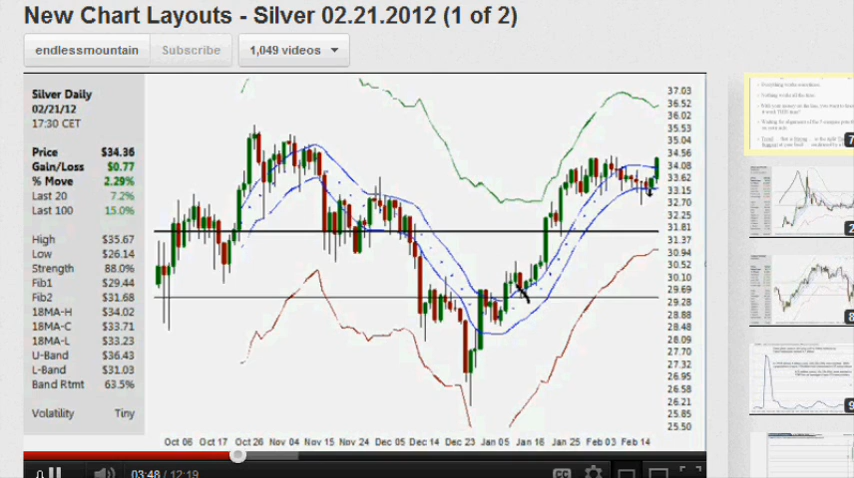 New Chart Layouts - Silver 02.21.2012 (1 of 2)
endlessmountain Subscribe 1,049 videos
Silver Daily
02/21/12
17:30 CET
Price $34.36
Gain/Loss $0.77
% Move 2.29%
Last 20 7.2%
Last 100 15.0%
High $35.67
Low $26.14
Strength 88.0%
Fib1 $29.44
Fib2 $31.68
18MA-H $34.02
18MA-C $33.71
18MA-L $33.23
U-Band $36.43
L-Band $31.03
Band Rtmt 63.5%
Volatility Tiny
37.03
36.52
36.02
35.53
35.04
34.56
34.08
33.62
33.15
32.70
32.25
31.81
31.37
30.94
30.52
30.10
29.69
29.28
28.88
28.48
28.09
27.70
27.32
26.95
26.58
26.21
25.85
25.50
Oct 06 Oct 17 Oct 26 Nov 04 Nov 15 Nov 24 Dec 05 Dec 14 Dec 23 Jan 05 Jan 16 Jan 25 Feb 03 Feb 14
03:48 / 12:19
CC